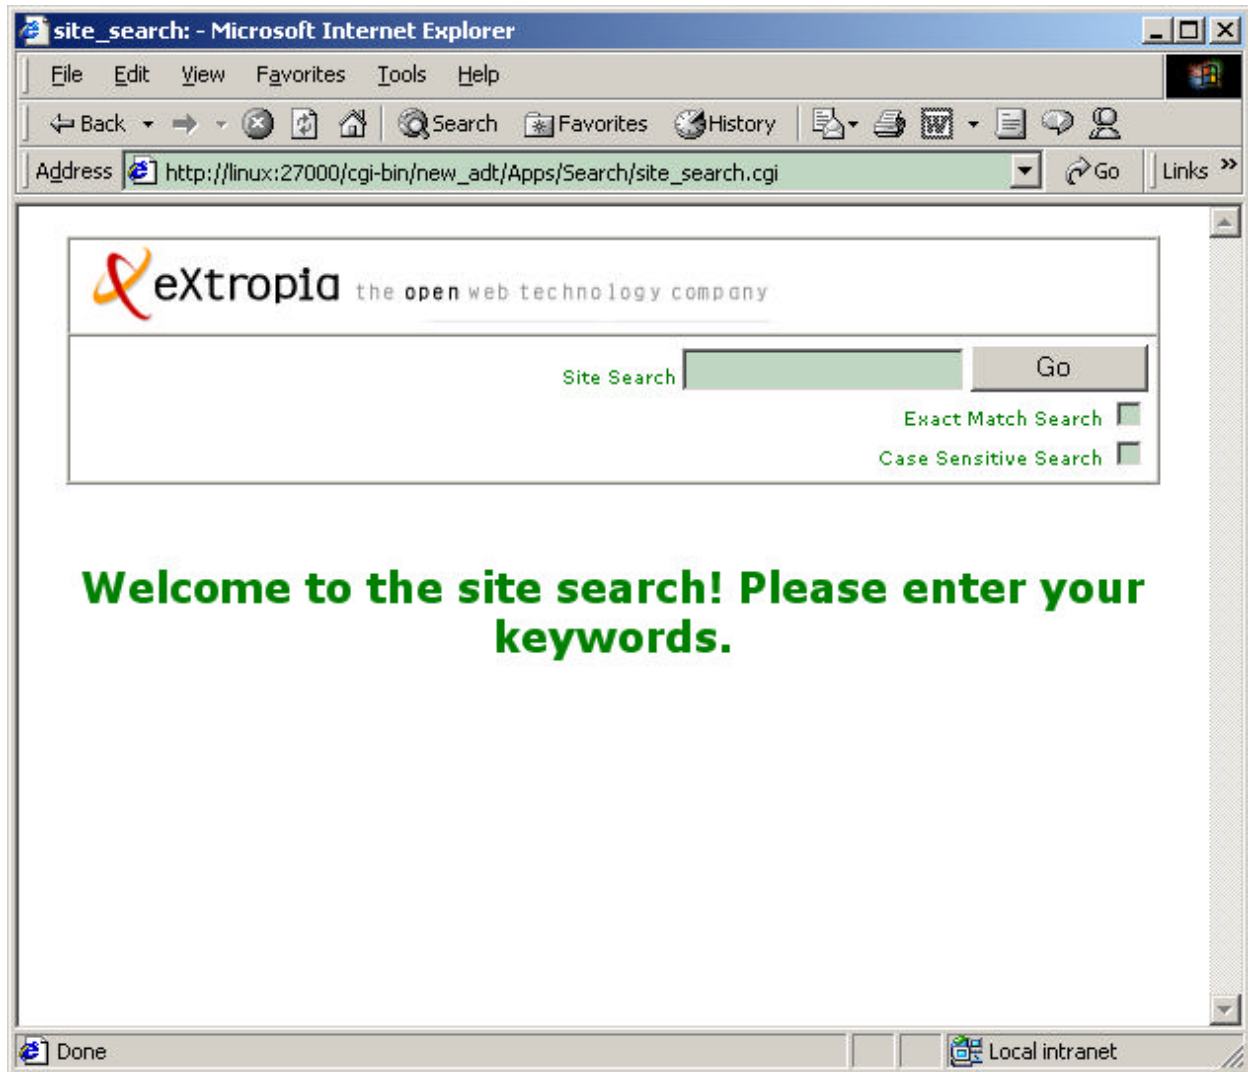 site_search: - Microsoft Internet Explorer
File Edit View Favorites Tools Help
Back Search Favorites History
Address http://linux:27000/cgi-bin/new_adt/Apps/Search/site_search.cgi Go Links »
eXtropia the open web technology company
Site Search Go
Exact Match Search
Case Sensitive Search
Welcome to the site search! Please enter your
keywords.
Done Local intranet